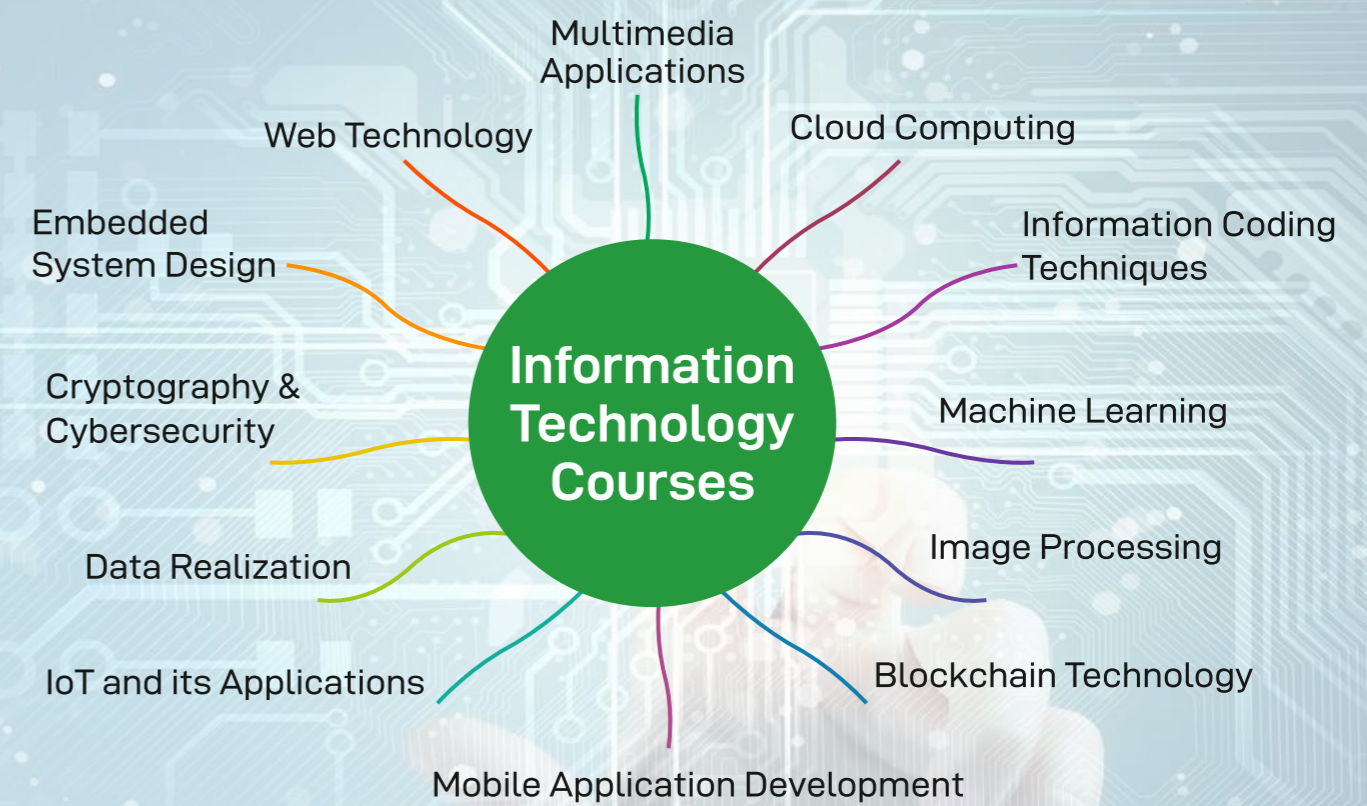 Multimedia
Applications
Web Technology
Cloud Computing
Embedded
System Design
Information Coding
Techniques
Information
Technology
Courses
Cryptography &
Cybersecurity
Machine Learning
Data Realization
Image Processing
IoT and its Applications
Blockchain Technology
Mobile Application Development